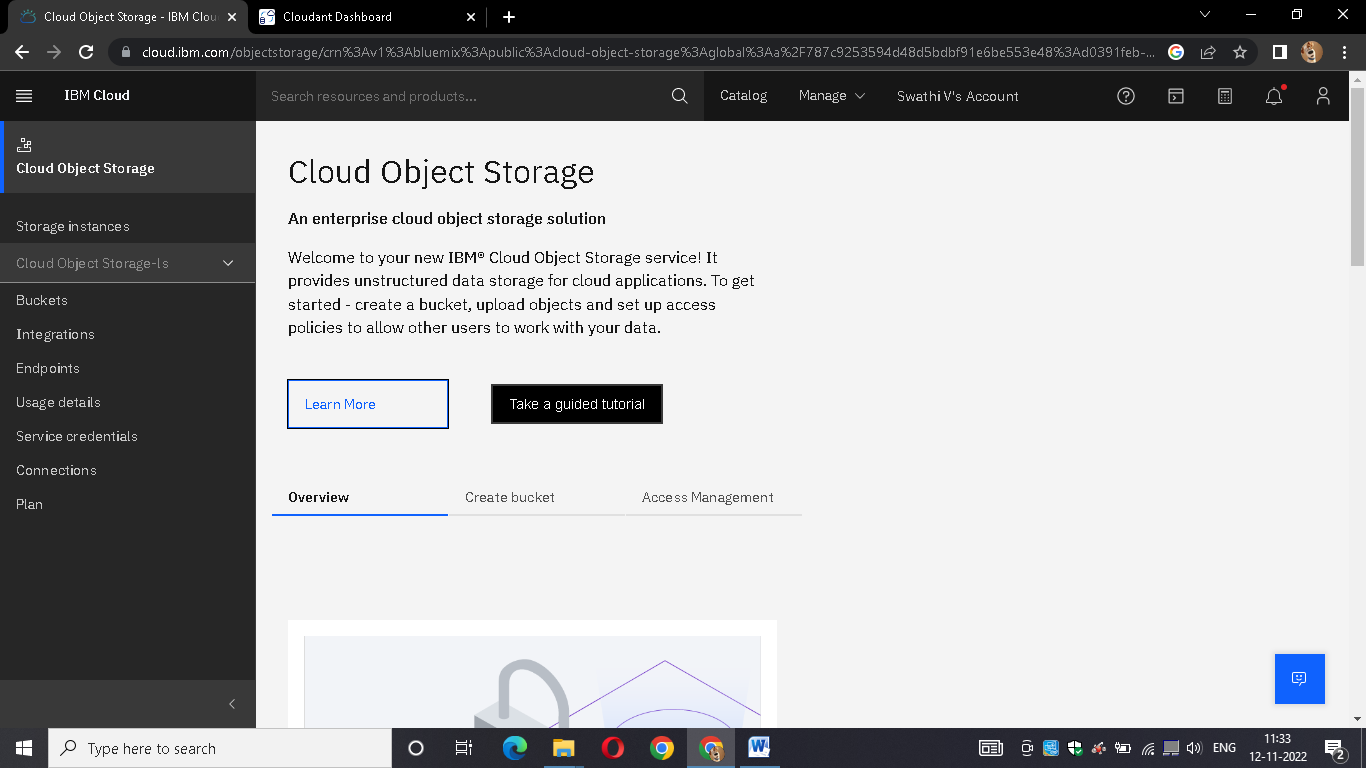 Cloud Object Storage - IBM Clou
Cloudant Dashboard
cloud.ibm.com/objectstorage/crn%3Av1%3Abluemix%3Apublic%3Acloud-object-storage%3Aglobal%3Aa%2F787c9253594d48d5bdbf91e6be553e48%3Ad0391feb-...
IBM Cloud
Search resources and products...
Catalog
Manage
Swathi V's Account
Cloud Object Storage
Storage instances
Cloud Object Storage-ls
Buckets
Integrations
Endpoints
Usage details
Service credentials
Connections
Plan
Cloud Object Storage
An enterprise cloud object storage solution
Welcome to your new IBM® Cloud Object Storage service! It
provides unstructured data storage for cloud applications. To get
started - create a bucket, upload objects and set up access
policies to allow other users to work with your data.
Learn More
Take a guided tutorial
Overview
Create bucket
Access Management
Type here to search
ENG
11:33
12-11-2022
2